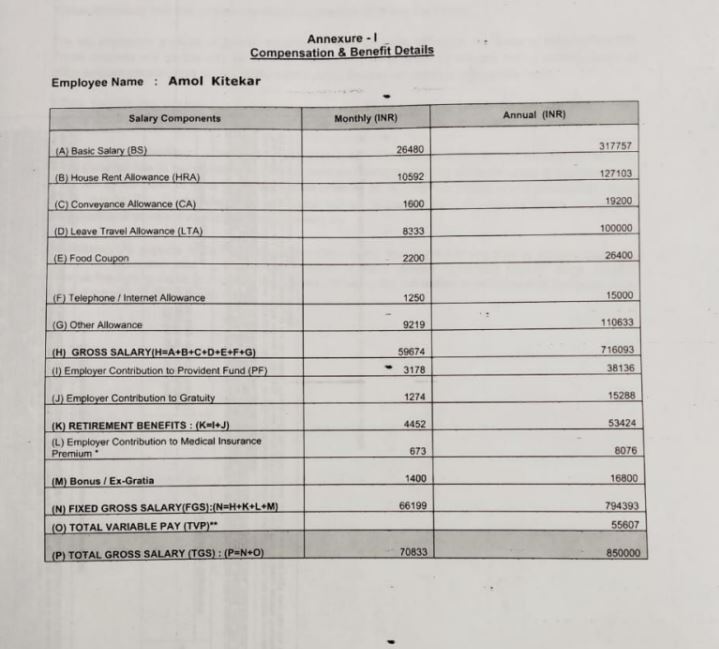 Annexure - I
Compensation & Benefit Details
Employee Name : Amol Kitekar
Salary Components Monthly (INR) Annual (INR)
(A) Basic Salary (BS) 26480 317757
(B) House Rent Allowance (HRA) 10592 127103
(C) Conveyance Allowance (CA) 1600 19200
(D) Leave Travel Allowance (LTA) 8333 100000
(E) Food Coupon 2200 26400
(F) Telephone / Internet Allowance 1250 15000
(G) Other Allowance 9219 110633
(H) GROSS SALARY(H=A+B+C+D+E+F+G) 59674 716093
(I) Employer Contribution to Provident Fund (PF) 3178 38136
(J) Employer Contribution to Gratuity 1274 15288
(K) RETIREMENT BENEFITS : (K=I+J) 4452 53424
(L) Employer Contribution to Medical Insurance
Premium * 673 8076
(M) Bonus / Ex-Gratia 1400 16800
(N) FIXED GROSS SALARY(FGS):(N=H+K+L+M) 66199 794393
(O) TOTAL VARIABLE PAY (TVP)** 55607
(P) TOTAL GROSS SALARY (TGS) : (P=N+O) 70833 850000